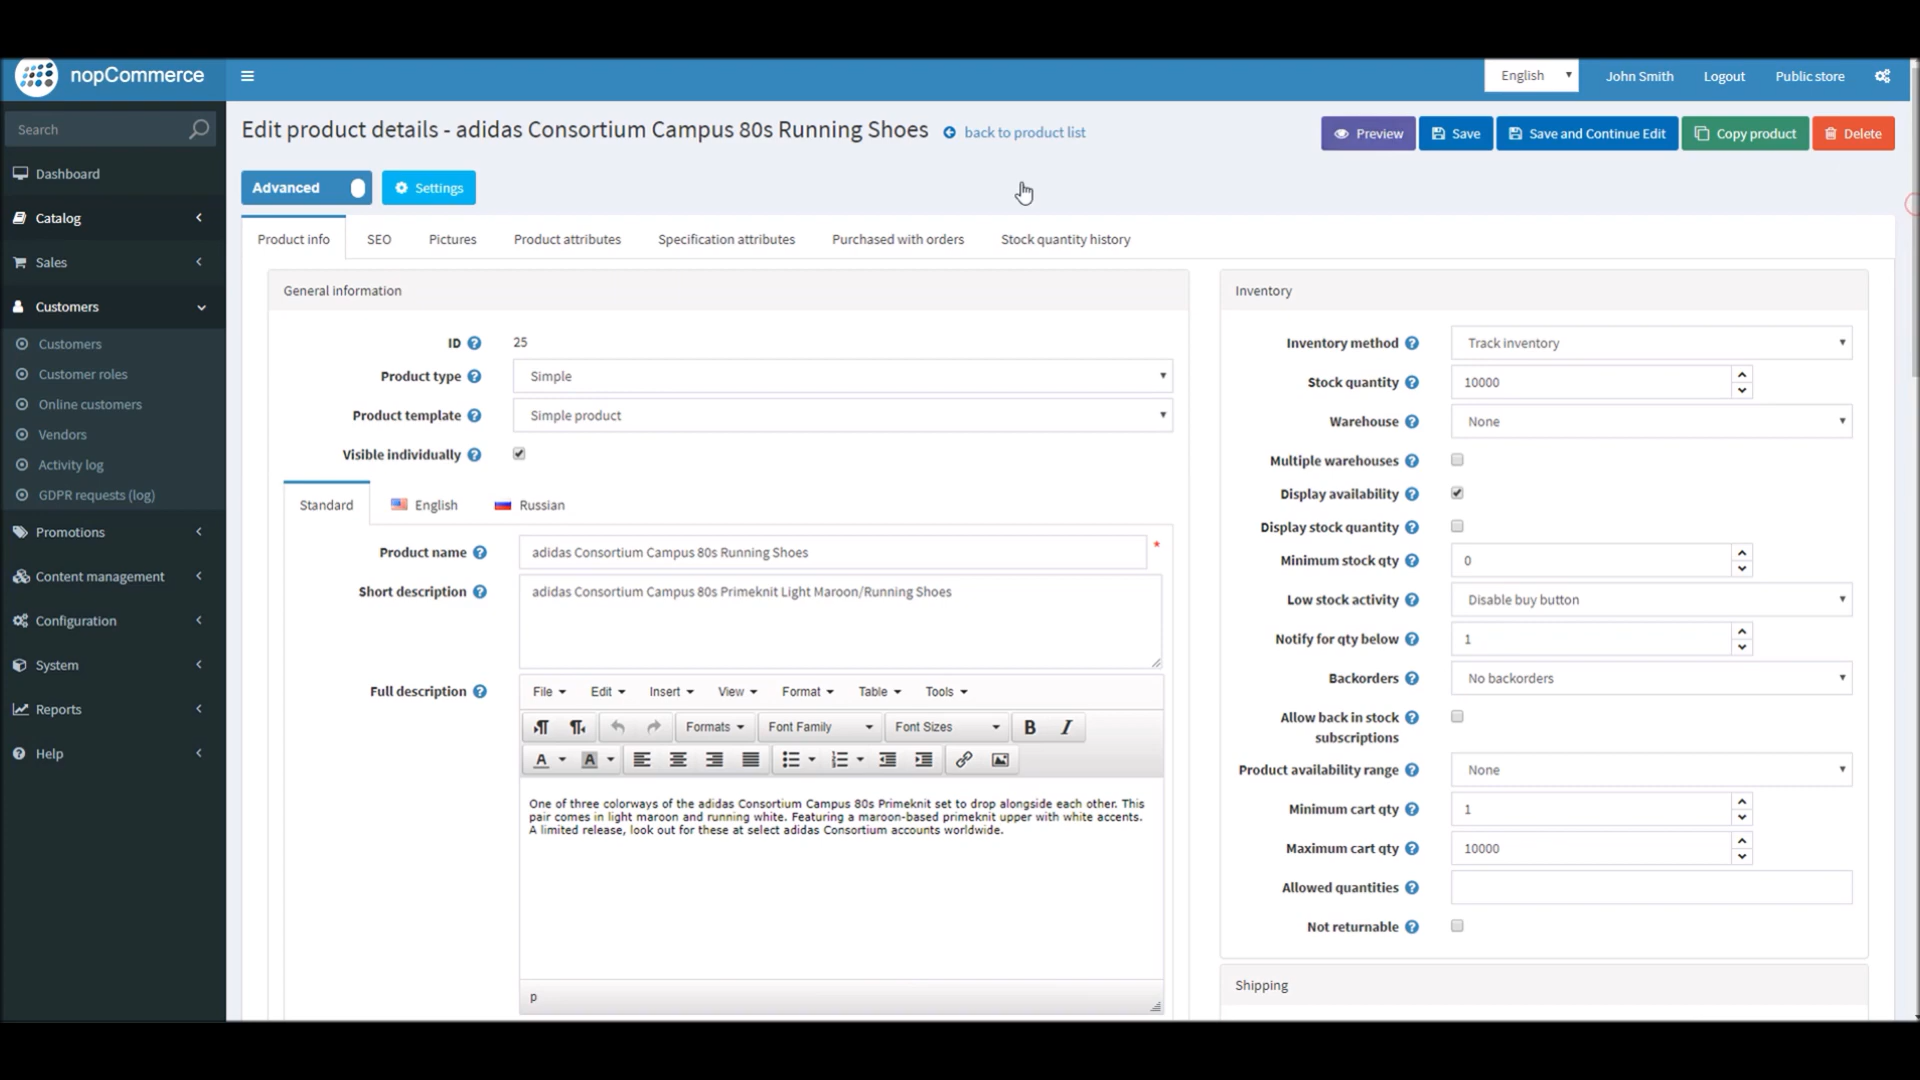 nopCommerce
English
John Smith
Logout
Public store
Search
Edit product details - adidas Consortium Campus 80s Running Shoes
back to product list
Preview
Save
Save and Continue Edit
Copy product
Delete
Dashboard
Catalog
Sales
Customers
Customers
Customer roles
Online customers
Vendors
Activity log
GDPR requests (log)
Promotions
Content management
Configuration
System
Reports
Help
Advanced
Settings
Product info
SEO
Pictures
Product attributes
Specification attributes
Purchased with orders
Stock quantity history
General information
ID
25
Product type
Simple
Product template
Simple product
Visible individually
Standard
English
Russian
Product name
adidas Consortium Campus 80s Running Shoes
*
Short description
adidas Consortium Campus 80s Primeknit Light Maroon/Running Shoes
Full description
File
Edit
Insert
View
Format
Table
Tools
Formats
Font Family
Font Sizes
B
I
A
A
One of three colorways of the adidas Consortium Campus 80s Primeknit set to drop alongside each other. This
pair comes in light maroon and running white. Featuring a maroon-based primeknit upper with white accents.
A limited release, look out for these at select adidas Consortium accounts worldwide.
p
Inventory
Inventory method
Track inventory
Stock quantity
10000
Warehouse
None
Multiple warehouses
Display availability
Display stock quantity
Minimum stock qty
0
Low stock activity
Disable buy button
Notify for qty below
1
Backorders
No backorders
Allow back in stock
subscriptions
Product availability range
None
Minimum cart qty
1
Maximum cart qty
10000
Allowed quantities
Not returnable
Shipping